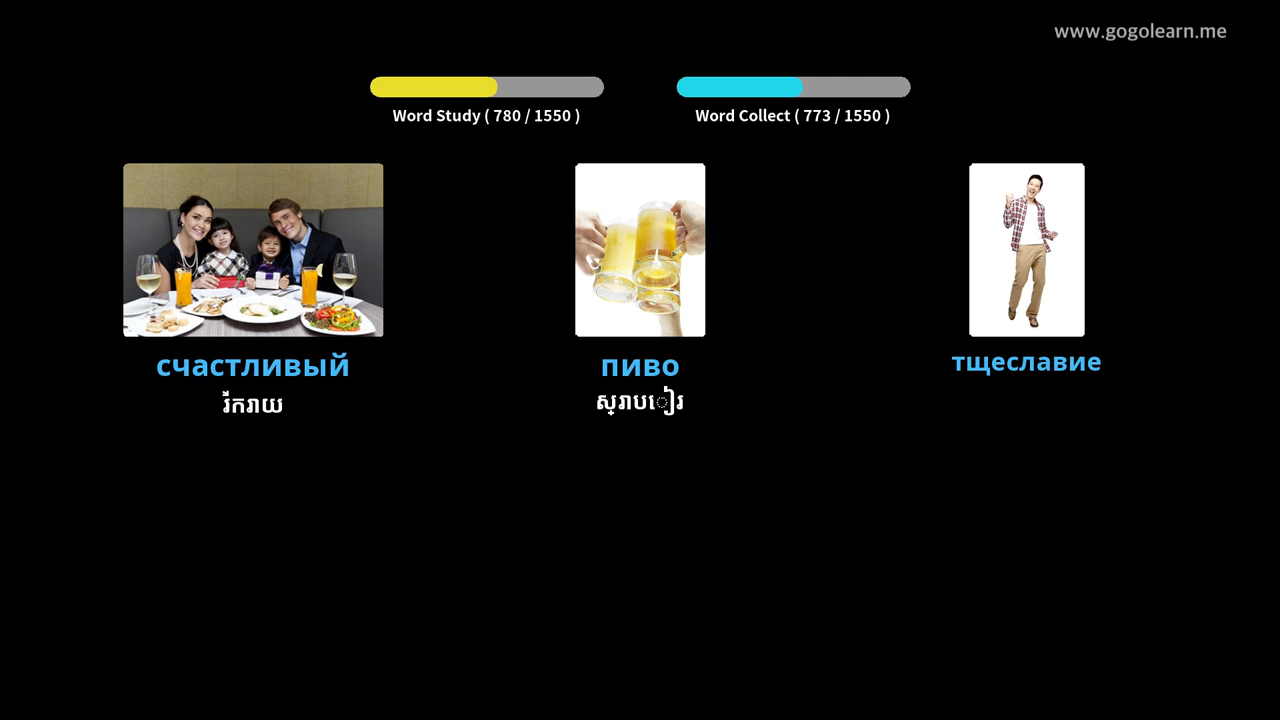 www.gogolearn.me
Word Study ( 780 / 1550 )
Word Collect ( 773 / 1550 )
счастливый
пиво
тщеславие
រីករាយ
ស្រាបៀរ